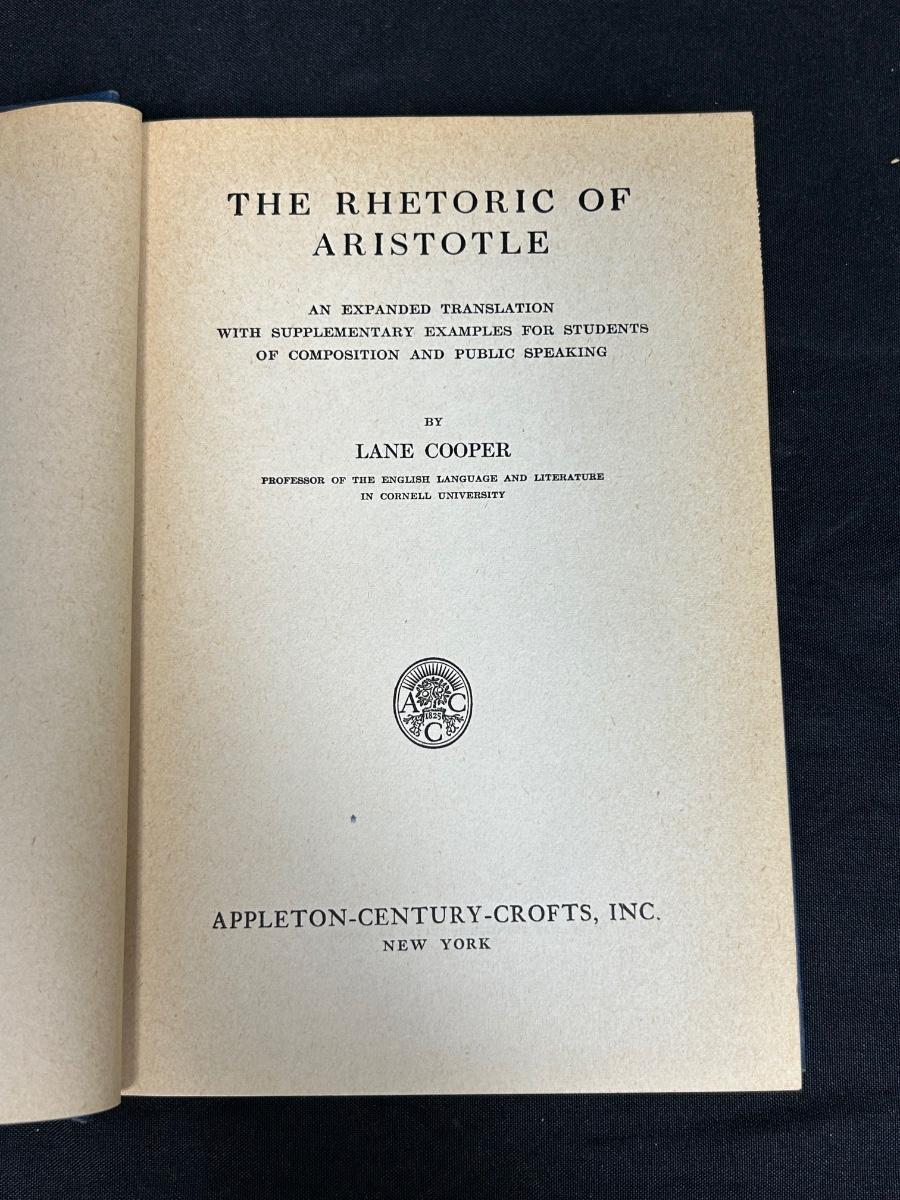 THE RHETORIC OF
ARISTOTLE
AN EXPANDED TRANSLATION
WITH SUPPLEMENTARY EXAMPLES FOR STUDENTS
OF COMPOSITION AND PUBLIC SPEAKING
BY
LANE COOPER
PROFESSOR OF THE ENGLISH LANGUAGE AND LITERATURE
IN CORNELL UNIVERSITY
A C
1825
C
APPLETON-CENTURY-CROFTS, INC.
NEW YORK